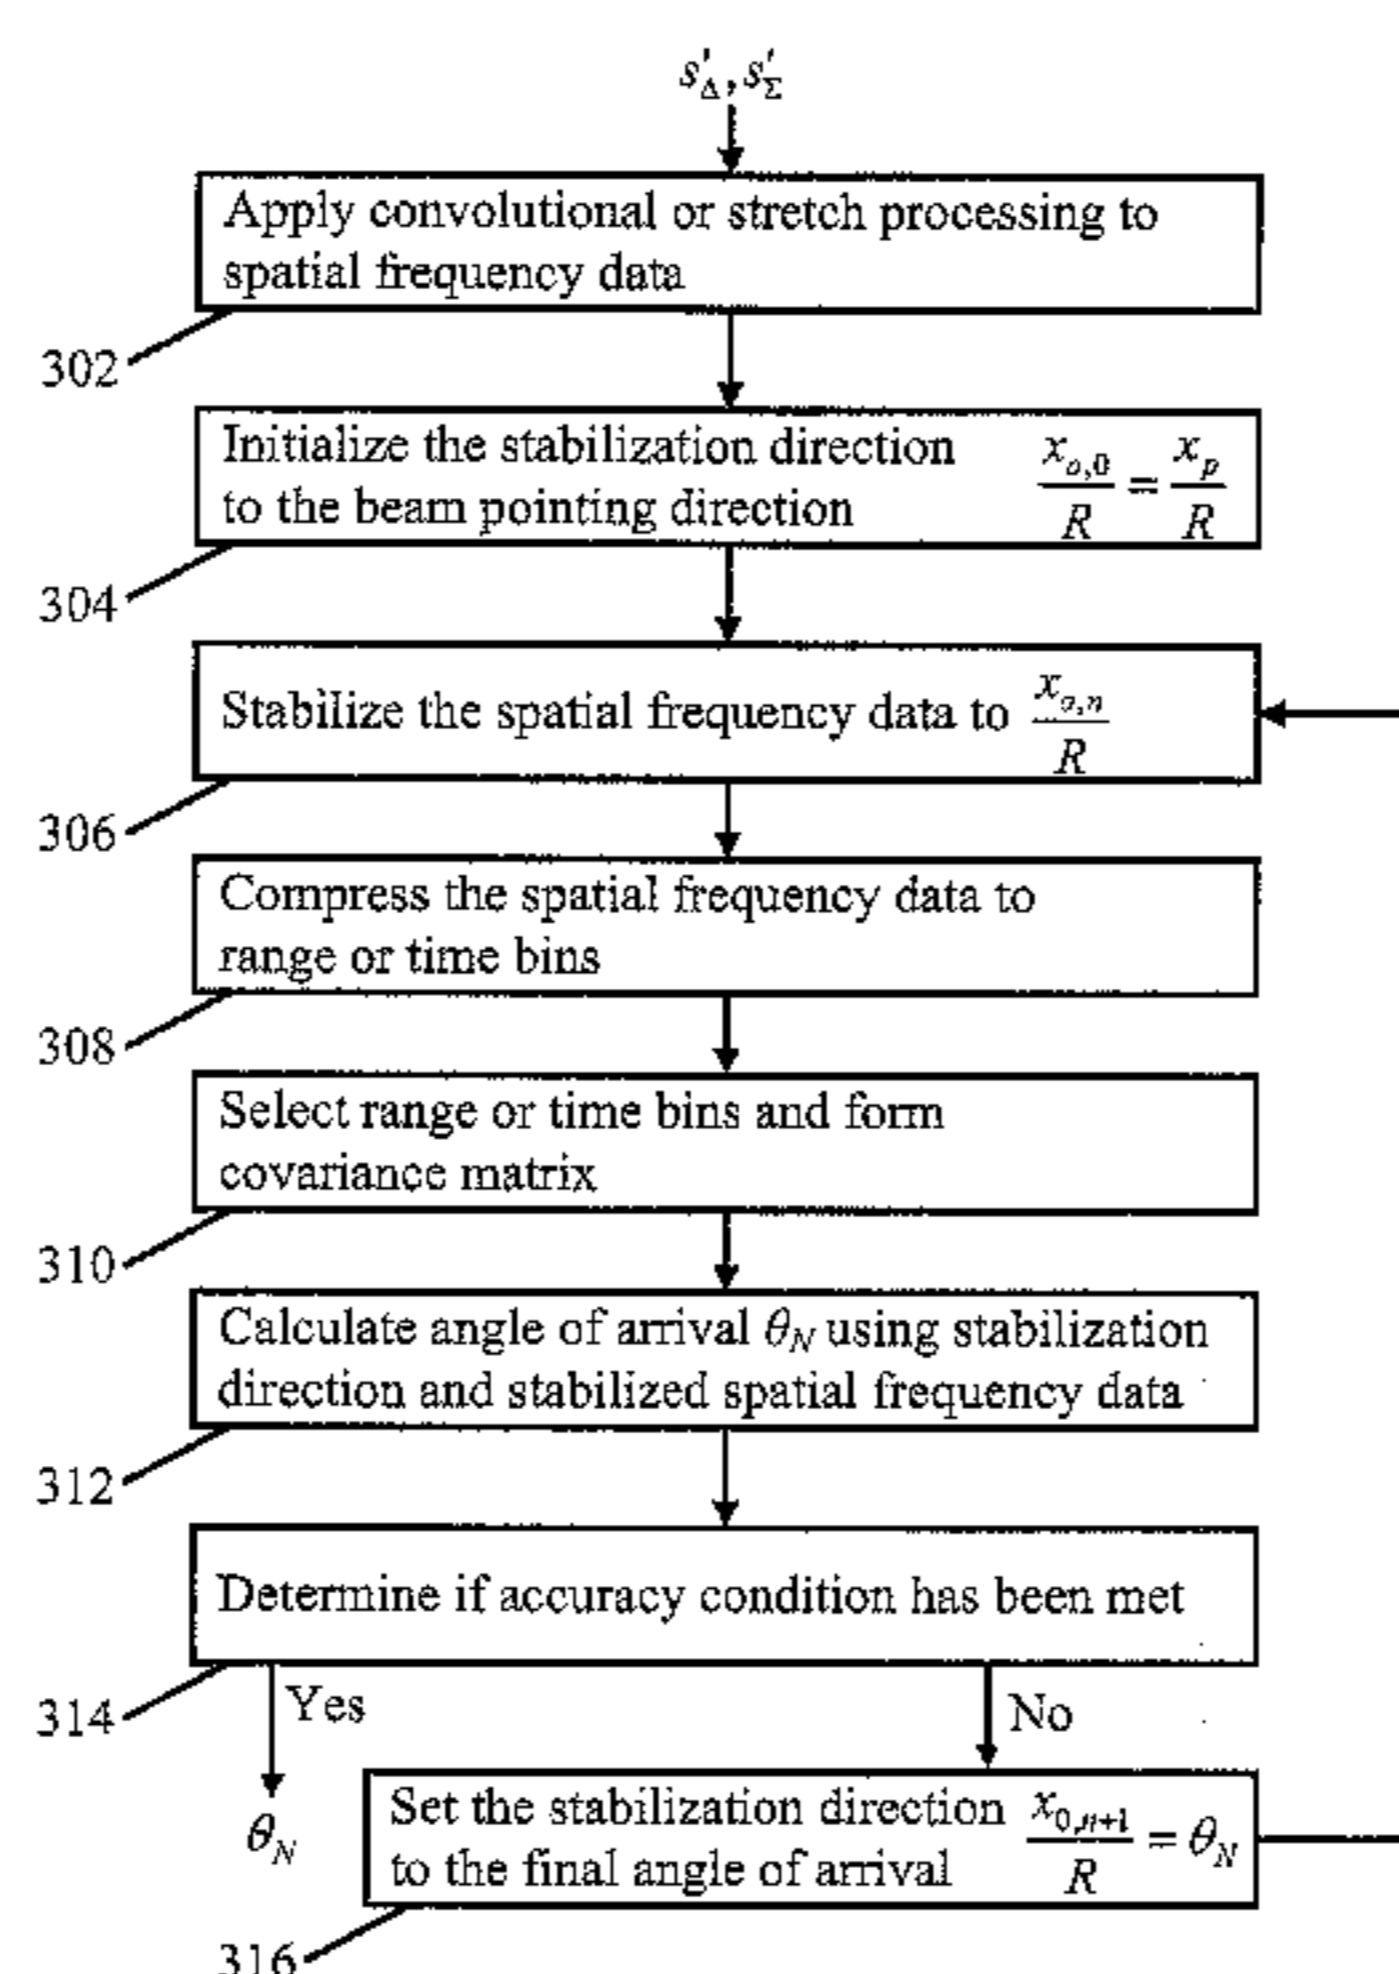 s'_Δ, s'_Σ
Apply convolutional or stretch processing to
spatial frequency data
302
Initialize the stabilization direction
to the beam pointing direction
x_{o,0}/R = x_p/R
304
Stabilize the spatial frequency data to x_{o,n}/R
306
Compress the spatial frequency data to
range or time bins
308
Select range or time bins and form
covariance matrix
310
Calculate angle of arrival θ_N using stabilization
direction and stabilized spatial frequency data
312
Determine if accuracy condition has been met
314
Yes
No
θ_N
Set the stabilization direction
to the final angle of arrival
x_{0,n+1}/R = θ_N
316